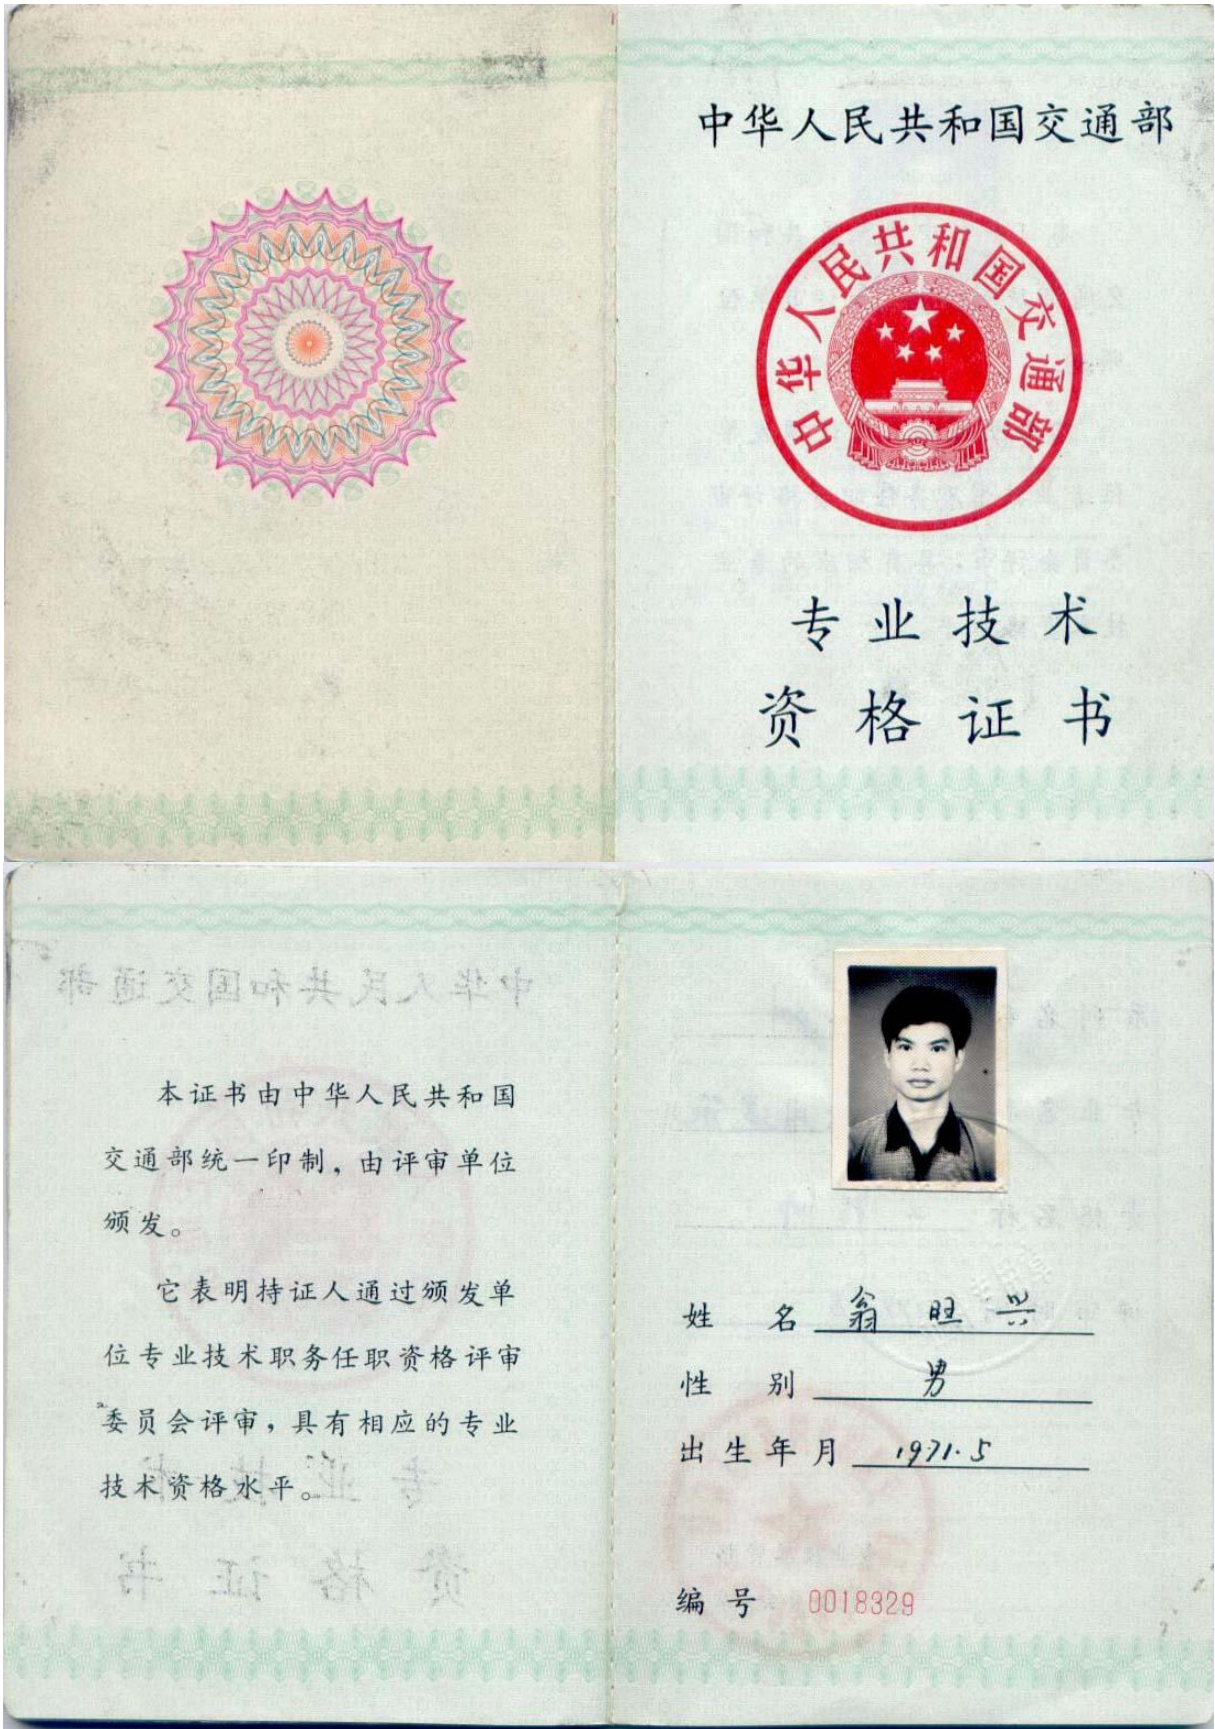 中华人民共和国交通部
中华人民共和国交通部
专业技术
资格证书
本证书由中华人民共和国
交通部统一印制，由评审单位
颁发。
它表明持证人通过颁发单
位专业技术职务任职资格评审
委员会评审，具有相应的专业
技术资格水平。
姓名 翁旺兴
性别 男
出生年月 1971.5
编号 0018329